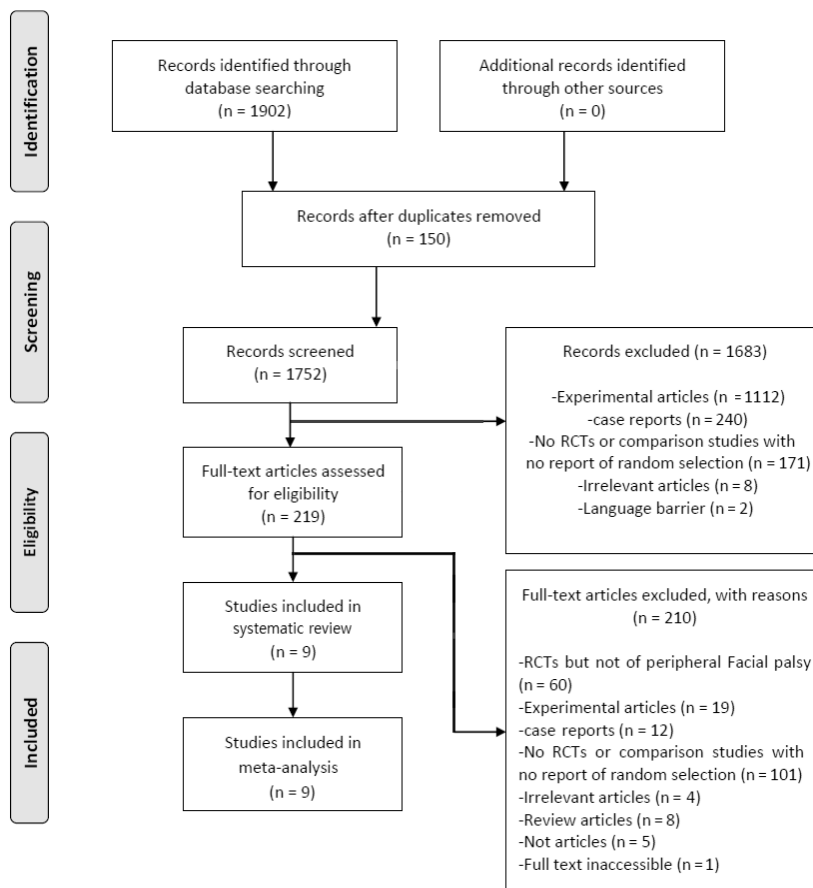 Identification
Records identified through
database searching
(n = 1902)
Additional records identified
through other sources
(n = 0)
Records after duplicates removed
(n = 150)
Screening
Records screened
(n = 1752)
Records excluded (n = 1683)
-Experimental articles (n =1112)
-case reports (n = 240)
-No RCTs or comparison studies with
no report of random selection (n = 171)
-Irrelevant articles (n = 8)
-Language barrier (n = 2)
Eligibility
Full-text articles assessed
for eligibility
(n = 219)
Studies included in
systematic review
(n = 9)
Full-text articles excluded, with reasons
(n = 210)
-RCTs but not of peripheral Facial palsy
(n = 60)
-Experimental articles (n = 19)
-case reports (n = 12)
-No RCTs or comparison studies with
no report of random selection (n = 101)
-Irrelevant articles (n = 4)
-Review articles (n = 8)
-Not articles (n = 5)
-Full text inaccessible (n =1)
Included
Studies included in
meta-analysis
(n = 9)